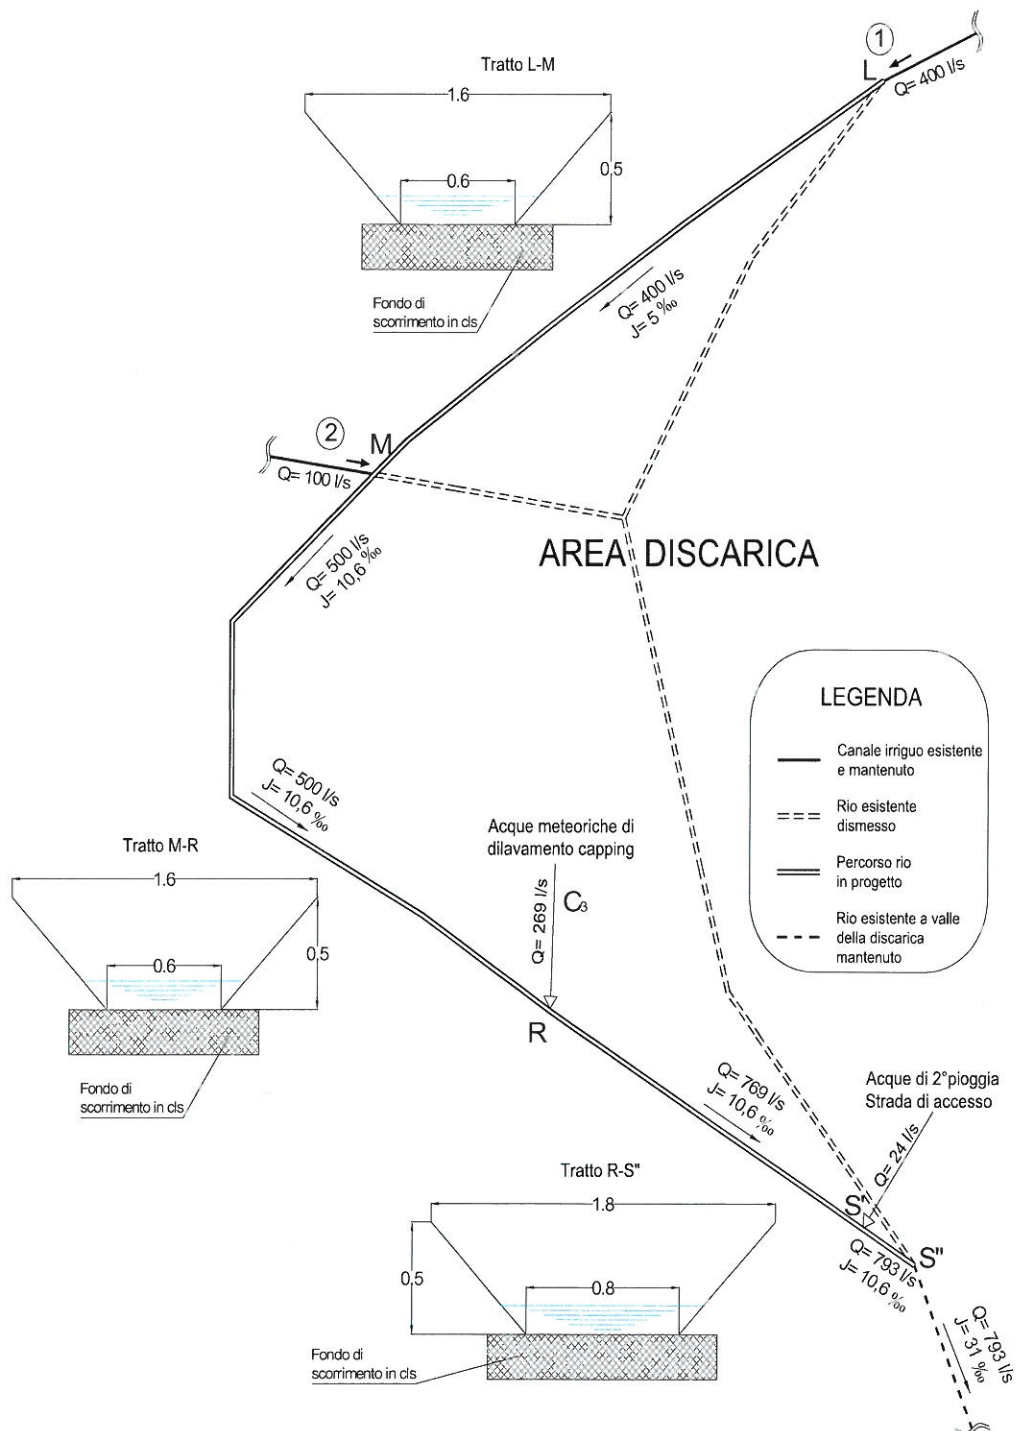 1
L
Q= 400 l/s
Tratto L-M
1.6
0.5
0.6
Fondo di
scorrimento in cls
Q= 400 l/s
J= 5 ‰
2
M
Q= 100 l/s
AREA DISCARICA
Q= 500 l/s
J= 10,6 ‰
LEGENDA
Canale irriguo esistente
e mantenuto
Rio esistente
dismesso
Percorso rio
in progetto
Rio esistente a valle
della discarica
mantenuto
Q= 500 l/s
J= 10,6 ‰
Tratto M-R
1.6
0.5
0.6
Fondo di
scorrimento in cls
Acque meteoriche di
dilavamento capping
Q= 269 l/s
C3
R
Q= 769 l/s
J= 10,6 ‰
Acque di 2°pioggia
Strada di accesso
Q= 24 l/s
S'
S"
Q= 793 l/s
J= 10,6 ‰
Tratto R-S"
1.8
0.5
0.8
Fondo di
scorrimento in cls
Q= 793 l/s
J= 31 ‰